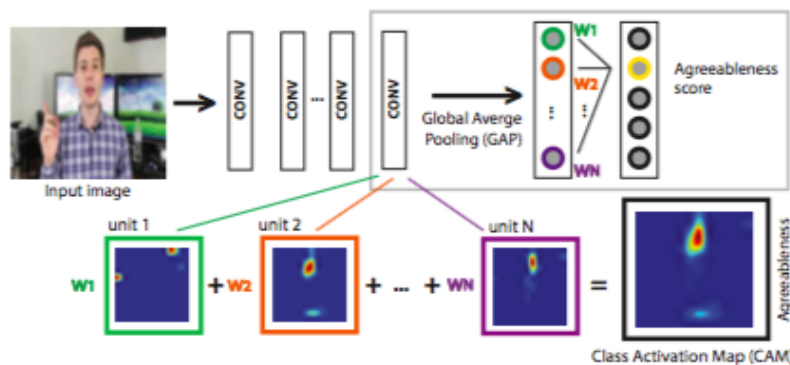 CONV
CONV
...
CONV
CONV
Global Averge
Pooling (GAP)
W1
W2
...
...
WN
Agreeableness
score
Input image
unit 1
unit 2
unit N
W1
+ W2
+ ... + WN
=
Agreeableness
Class Activation Map (CAM)